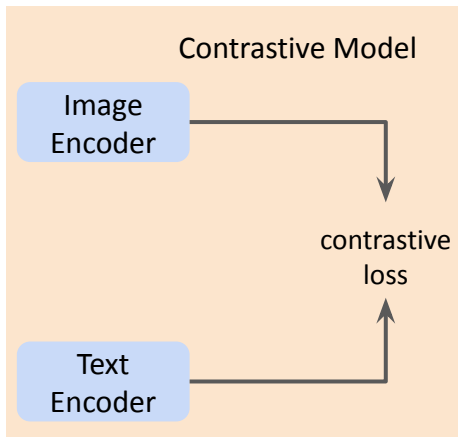 Contrastive Model
Image
Encoder
contrastive
loss
Text
Encoder